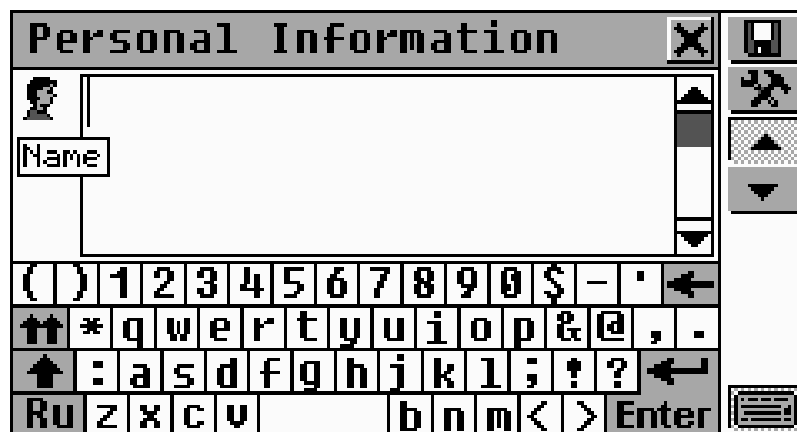 Personal Information
Name
( ) 1 2 3 4 5 6 7 8 9 0 $ - '
* q w e r t y u i o p & @ , .
: a s d f g h j k l ; ! ?
Ru z x c v b n m < > Enter